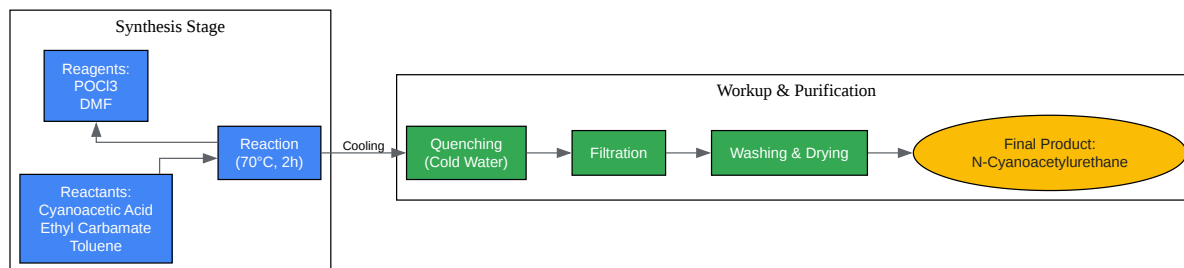 Synthesis Stage
Reagents:
POCl3
DMF
Reaction
(70°C, 2h)
Reactants:
Cyanoacetic Acid
Ethyl Carbamate
Toluene
Cooling
Workup & Purification
Quenching
(Cold Water)
Filtration
Washing & Drying
Final Product:
N-Cyanoacetylurethane